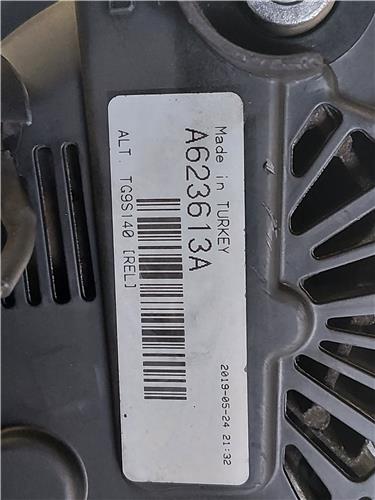 Made in TURKEY
A623613A
ALT. TG9S140 [REL]
2019-05-24 21:32